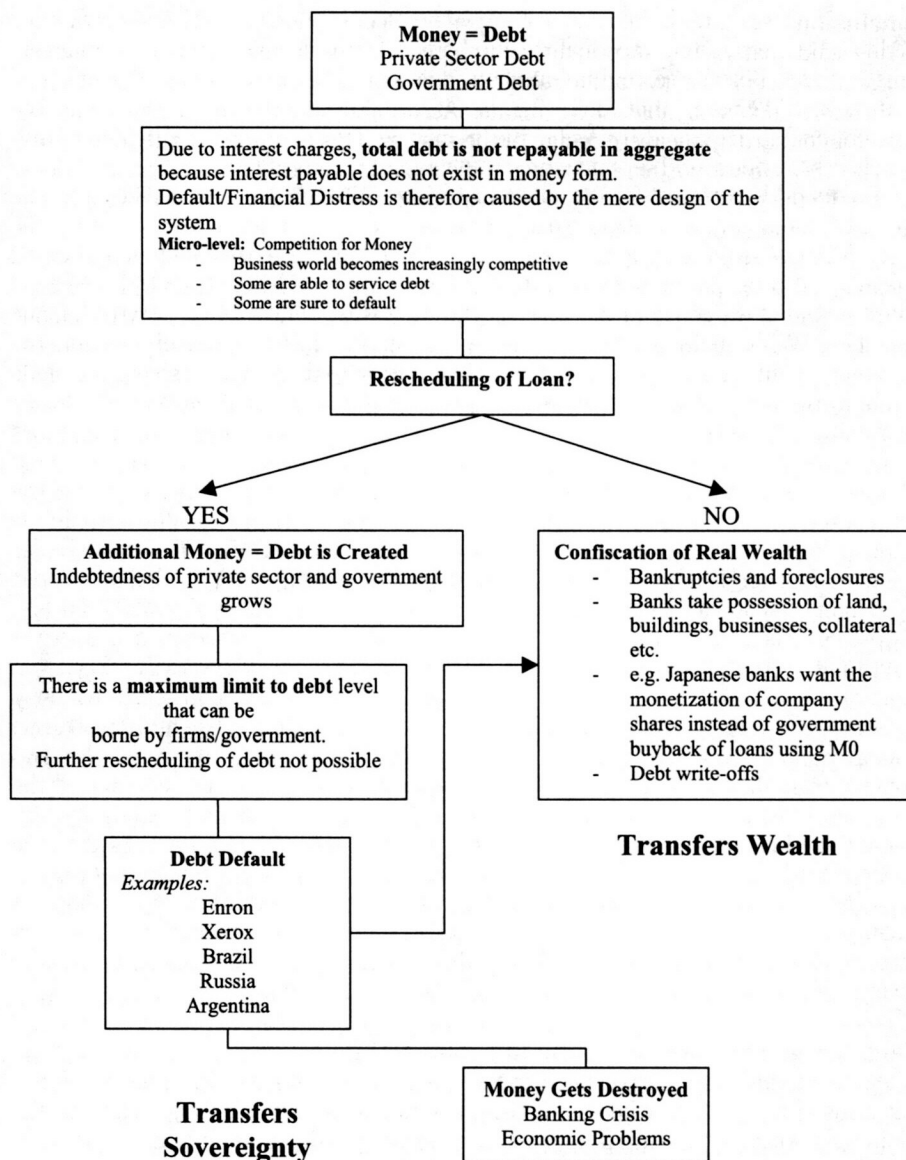 Money = Debt
Private Sector Debt
Government Debt
Due to interest charges, total debt is not repayable in aggregate
because interest payable does not exist in money form.
Default/Financial Distress is therefore caused by the mere design of the
system
Micro-level: Competition for Money
- Business world becomes increasingly competitive
- Some are able to service debt
- Some are sure to default
Rescheduling of Loan?
YES
Additional Money = Debt is Created
Indebtedness of private sector and government
grows
There is a maximum limit to debt level
that can be
borne by firms/government.
Further rescheduling of debt not possible
Debt Default
Examples:
Enron
Xerox
Brazil
Russia
Argentina
NO
Confiscation of Real Wealth
- Bankruptcies and foreclosures
- Banks take possession of land,
buildings, businesses, collateral
etc.
- e.g. Japanese banks want the
monetization of company
shares instead of government
buyback of loans using M0
- Debt write-offs
Transfers Wealth
Transfers
Sovereignty
Money Gets Destroyed
Banking Crisis
Economic Problems